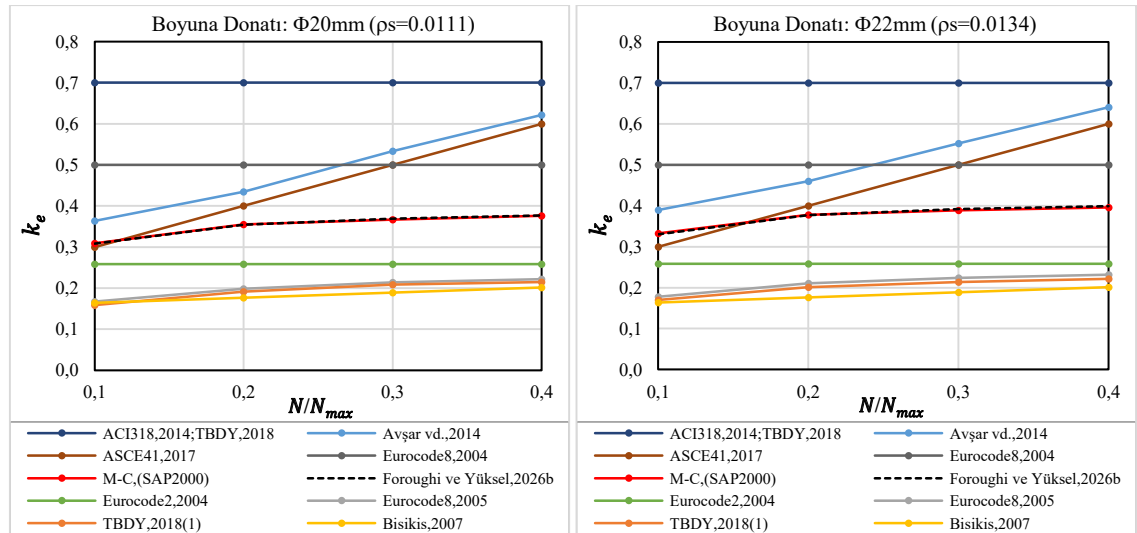 Boyuna Donatı: Φ20mm (ρs=0.0111)
0,8
0,7
0,6
0,5
0,4
0,3
0,2
0,1
0,0
k_e
0,1 0,2 0,3 0,4
N/N_max
ACI318,2014;TBDY,2018 Avşar vd.,2014
ASCE41,2017 Eurocode8,2004
M-C,(SAP2000) Foroughi ve Yüksel,2026b
Eurocode2,2004 Eurocode8,2005
TBDY,2018(1) Bisikis,2007
Boyuna Donatı: Φ22mm (ρs=0.0134)
0,8
0,7
0,6
0,5
0,4
0,3
0,2
0,1
0,0
k_e
0,1 0,2 0,3 0,4
N/N_max
ACI318,2014;TBDY,2018 Avşar vd.,2014
ASCE41,2017 Eurocode8,2004
M-C,(SAP2000) Foroughi ve Yüksel,2026b
Eurocode2,2004 Eurocode8,2005
TBDY,2018(1) Bisikis,2007